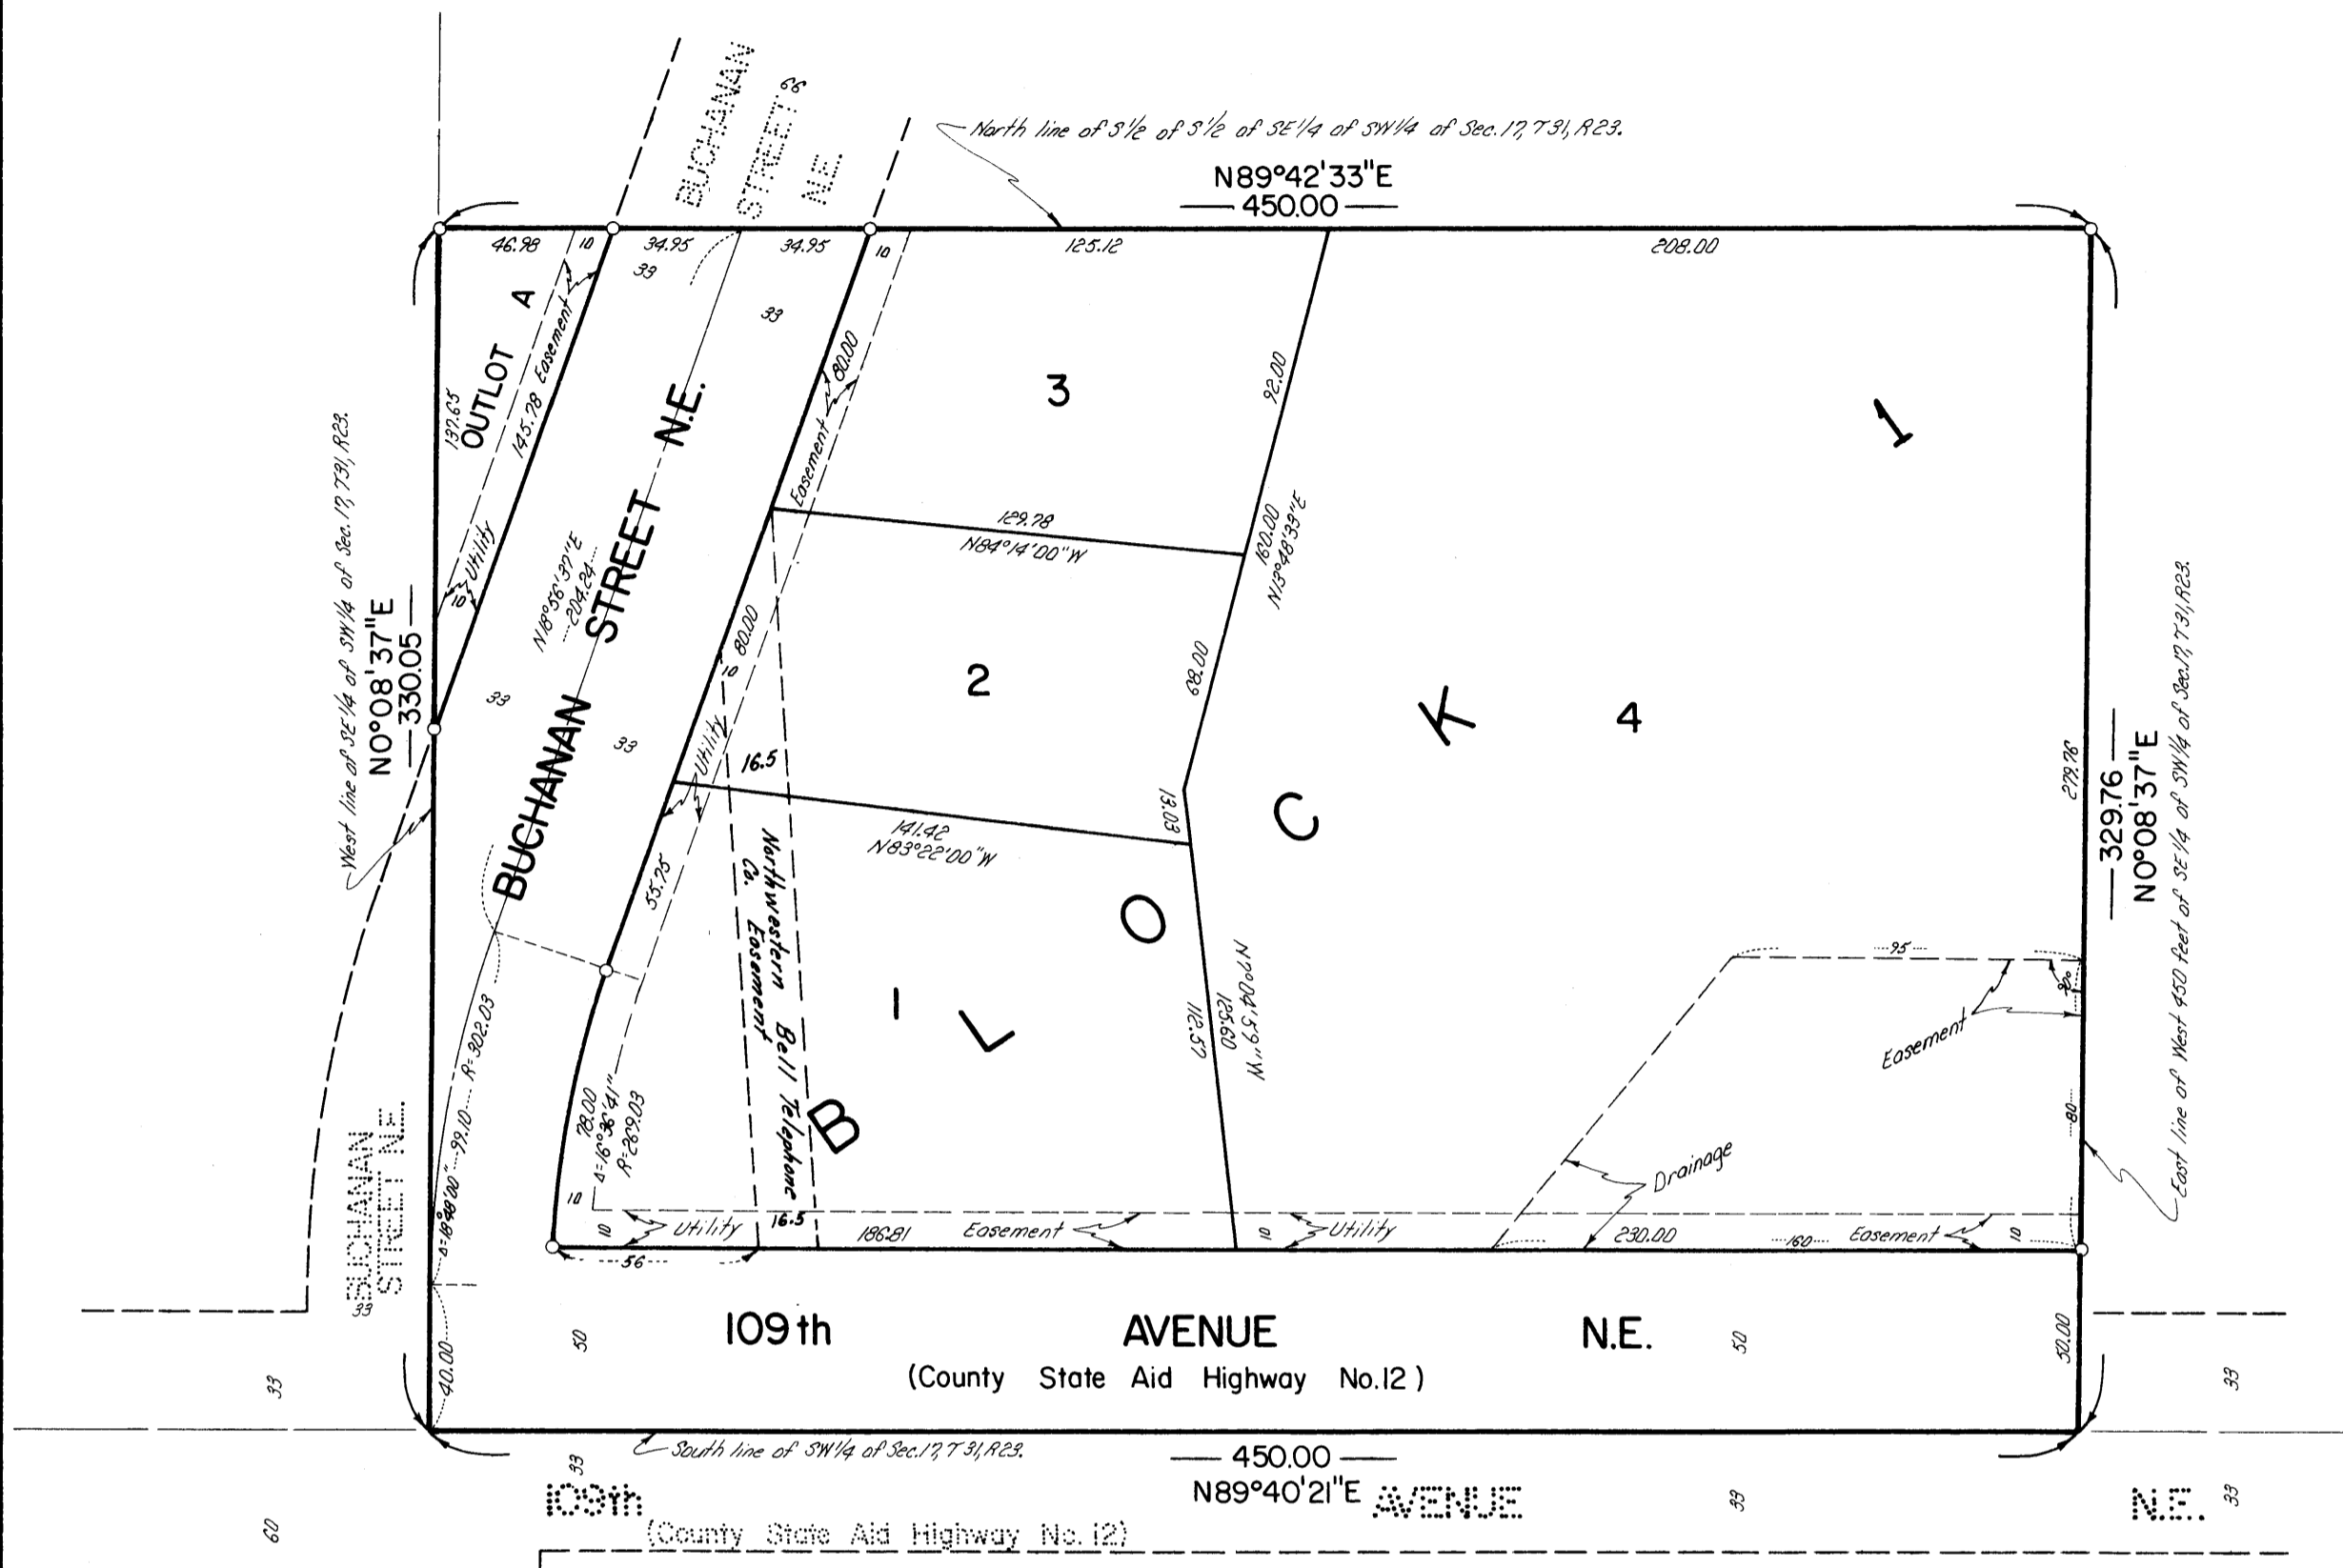 BUCHANAN
STREET 66
N.E.
North line of S1/2 of S1/2 of SE1/4 of SW1/4 of Sec.17, T31, R23.
N89°42'33"E
450.00
46.98
10
34.95
34.95
10
125.12
208.00
33
33
OUTLOT A
137.65
145.78
Easement
Utility
10
80.00
Easement
3
92.00
1
129.78
N84°14'00"W
160.00
N13°48'33"E
BUCHANAN STREET N.E.
N18°56'37"E
204.24
33
33
80.00
10
Utility
16.5
2
68.00
13.03
K
4
C
O
L
B
West line of SE1/4 of SW1/4 of Sec.17, T31, R23.
N0°08'37"E
330.05
141.42
N83°22'00"W
55.75
Northwestern Bell Telephone
Co. Easement
1
N7°04'59"W
125.60
112.57
279.76
329.76
N0°08'37"E
East line of West 450 feet of SE1/4 of SW1/4 of Sec.17, T31, R23.
95
90°
Easement
80
Drainage
Δ=18°48'00"
99.10
R=302.03
78.00
Δ=16°36'41"
R=269.03
10
10
Utility
16.5
186.81
Easement
10
Utility
230.00
160
Easement
10
56
BUCHANAN
STREET N.E.
33
40.00
50
109th AVENUE N.E.
50
50.00
(County State Aid Highway No.12)
33
33
South line of SW1/4 of Sec.17, T31, R23.
450.00
N89°40'21"E
33
109th AVENUE N.E.
33
33
(County State Aid Highway No.12)
60